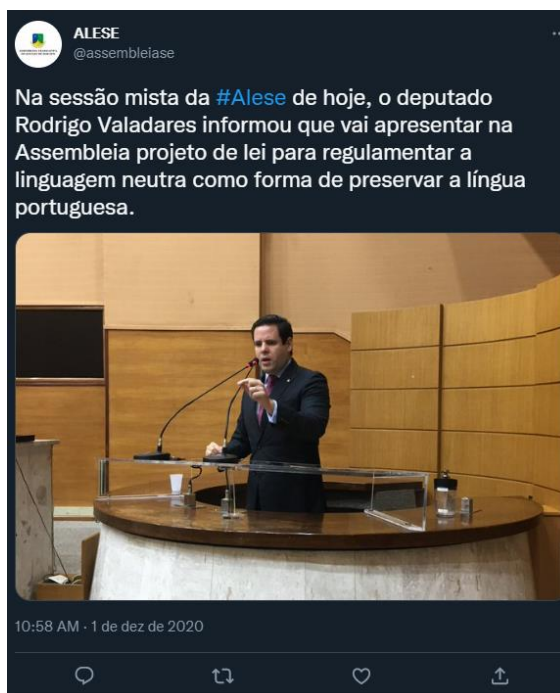 ALESE
@assembleiase
Na sessão mista da #Alese de hoje, o deputado
Rodrigo Valadares informou que vai apresentar na
Assembleia projeto de lei para regulamentar a
linguagem neutra como forma de preservar a língua
portuguesa.
10:58 AM · 1 de dez de 2020